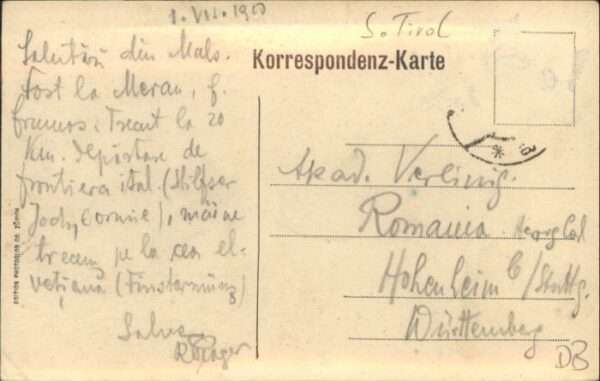 1. VII. 1910
S. Tirol
Korrespondenz-Karte
Salutări din Mals.
Fost la Meran, f.
frumos. Trecut la 20
Km. depărtare de
frontiera ital. (Stilfser
Joch, Bormio), mâine
trecem pe la cea el-
vețiană (Finstermünz)
Salve
Akad. Vereinig.
Romania
Hohenheim b/Stuttg.
Württemberg
DB